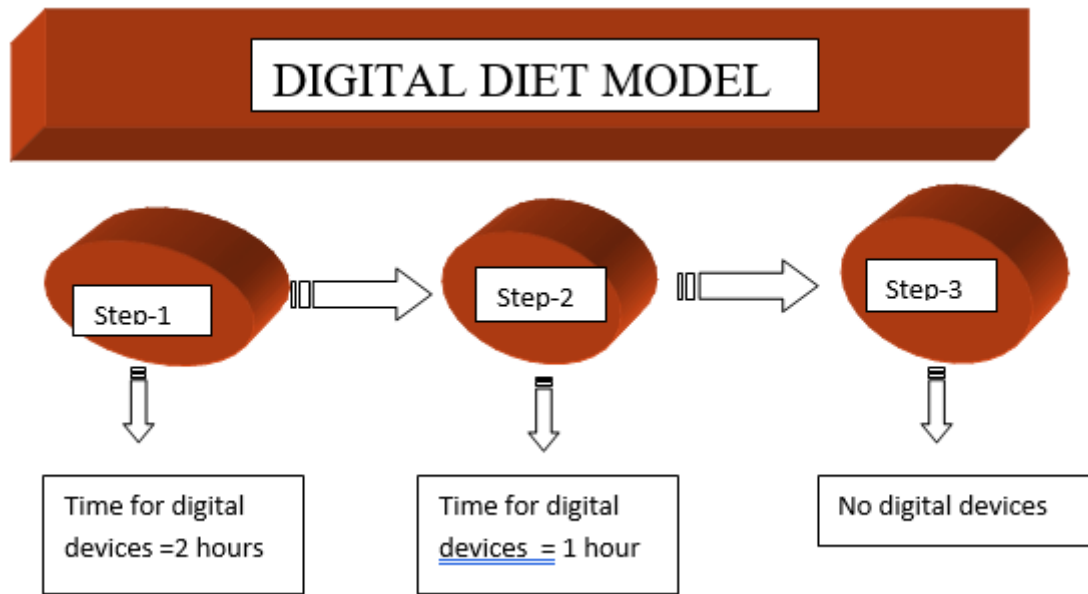 DIGITAL DIET MODEL
Step-1
Step-2
Step-3
Time for digital
devices =2 hours
Time for digital
devices = 1 hour
No digital devices